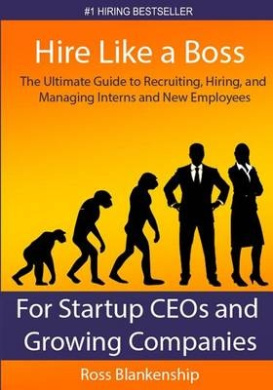 #1 HIRING BESTSELLER
Hire Like a Boss
The Ultimate Guide to Recruiting, Hiring, and
Managing Interns and New Employees
For Startup CEOs and
Growing Companies
Ross Blankenship